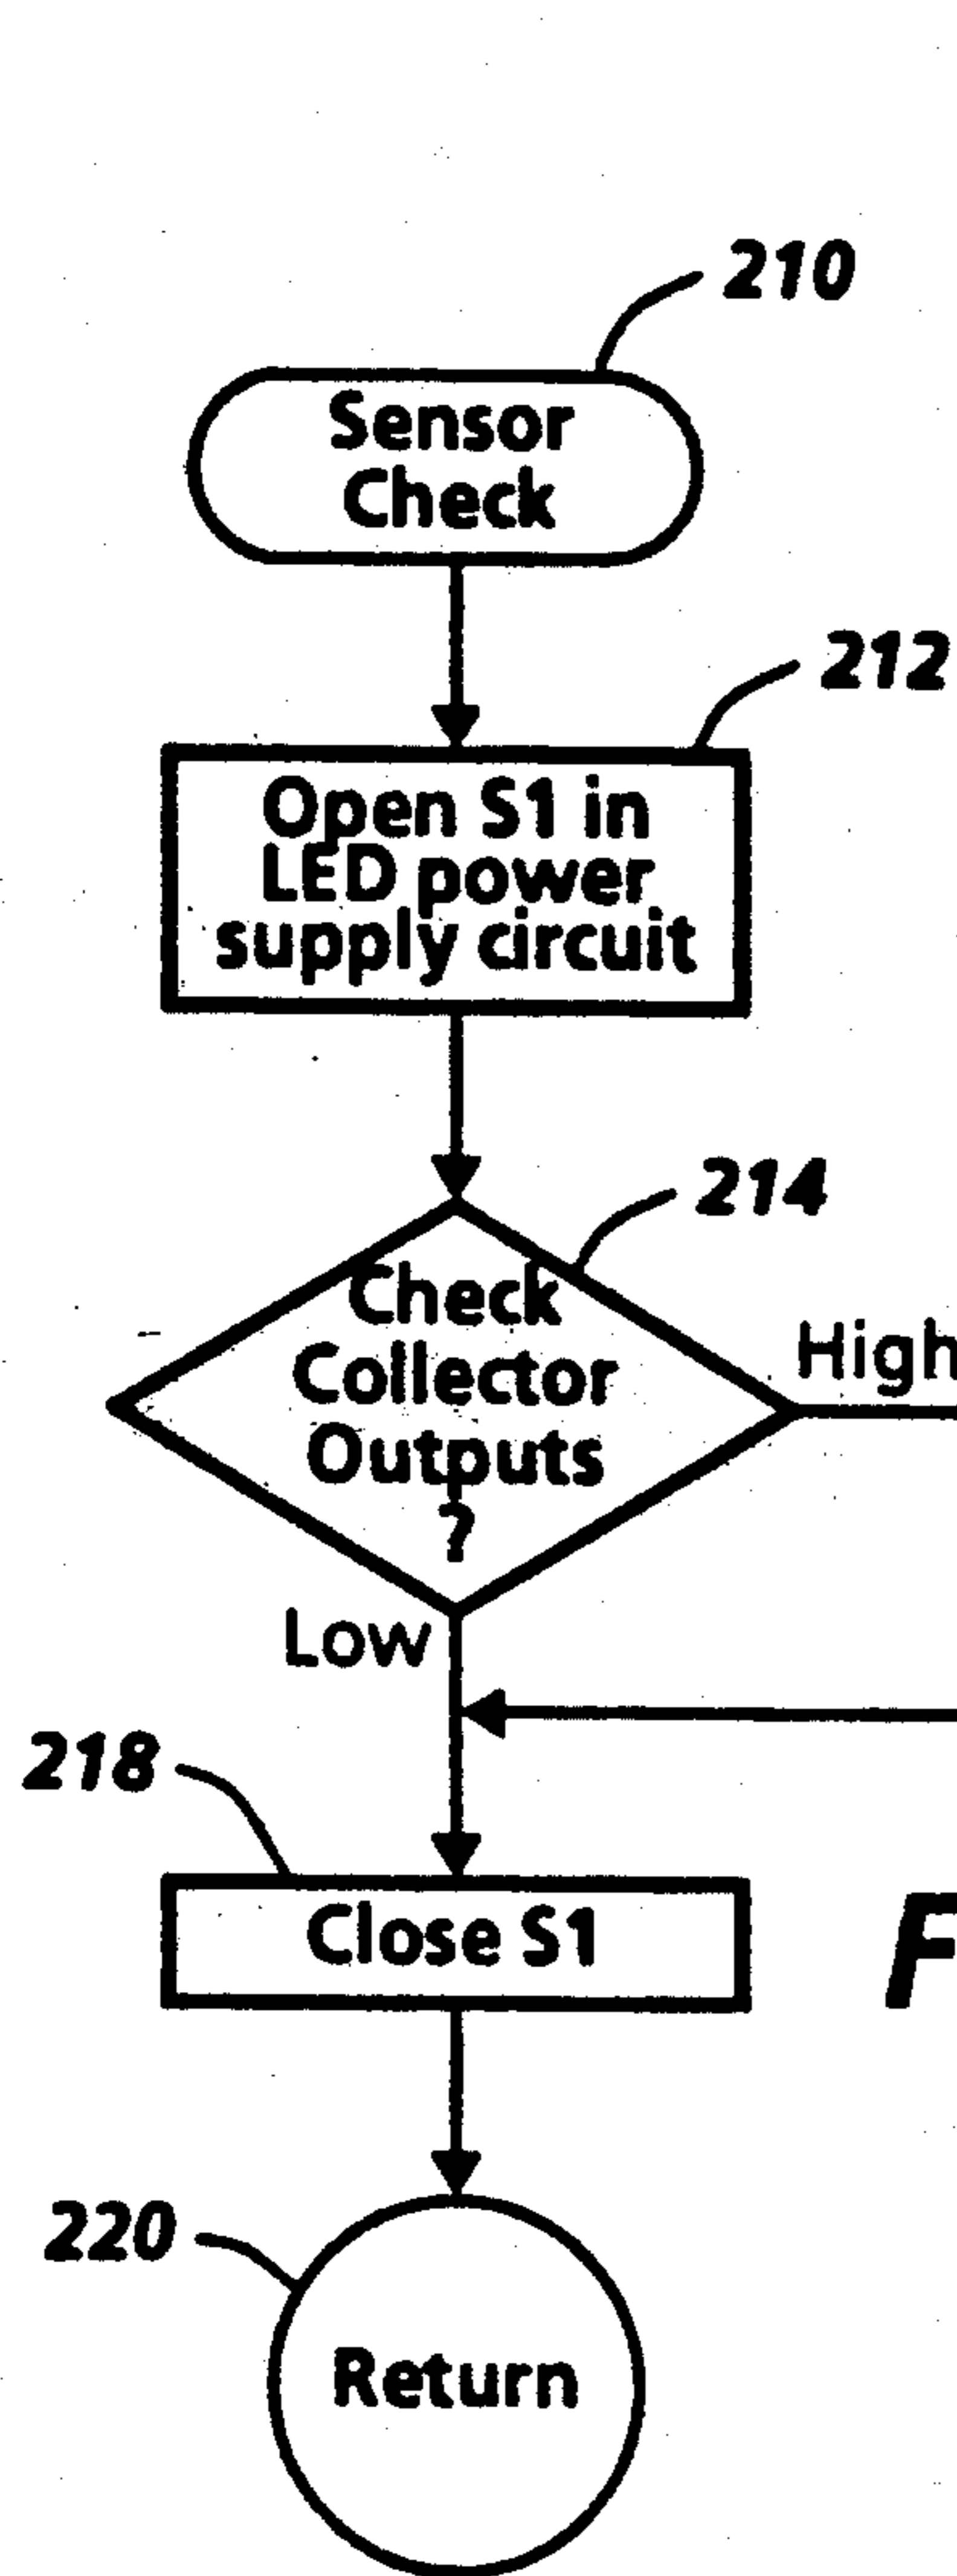 210
Sensor
Check
212
Open S1 in
LED power
supply circuit
214
Check
Collector
Outputs
?
High
Low
218
Close S1
F
220
Return